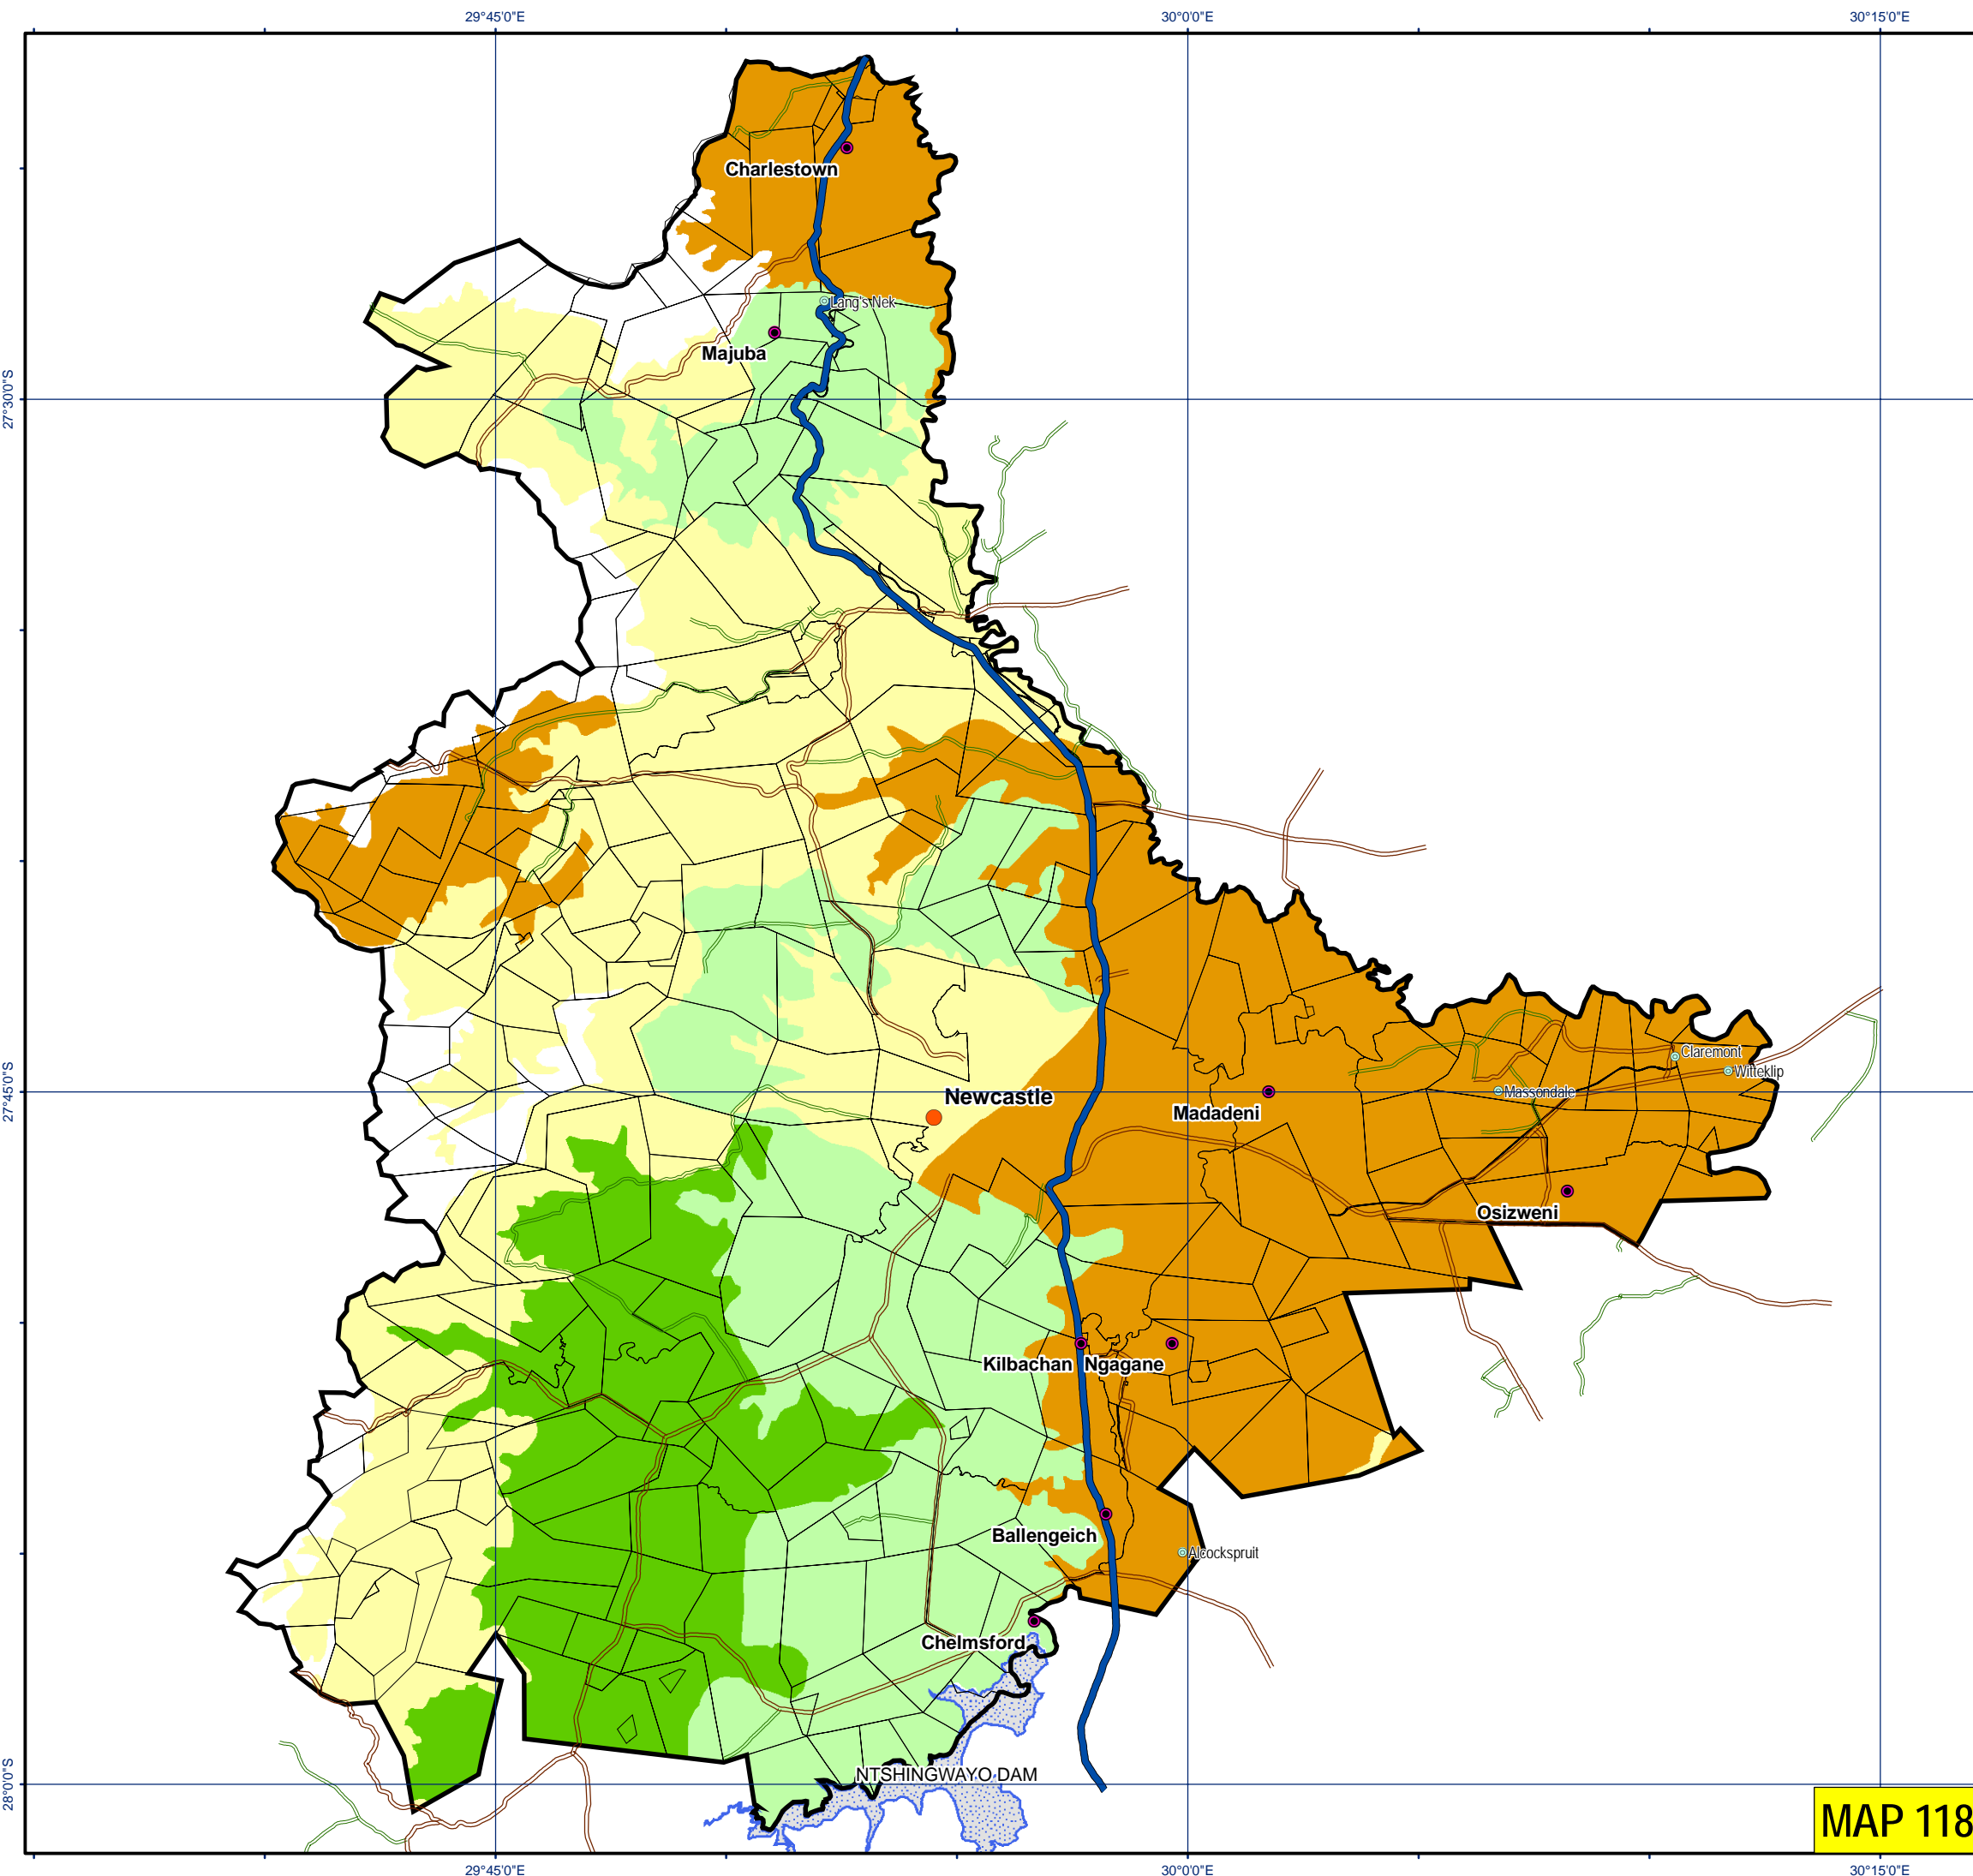 29°45'0"E
30°0'0"E
30°15'0"E
Charlestown
Lang's Nek
Majuba
27°30'0"S
27°45'0"S
Claremont
Witteklip
Massondale
Newcastle
Madadeni
Osizweni
Kilbachan
Ngagane
Ballengeich
Alcockspruit
Chelmsford
NTSHINGWAYO DAM
28°0'0"S
MAP 118
29°45'0"E
30°0'0"E
30°15'0"E